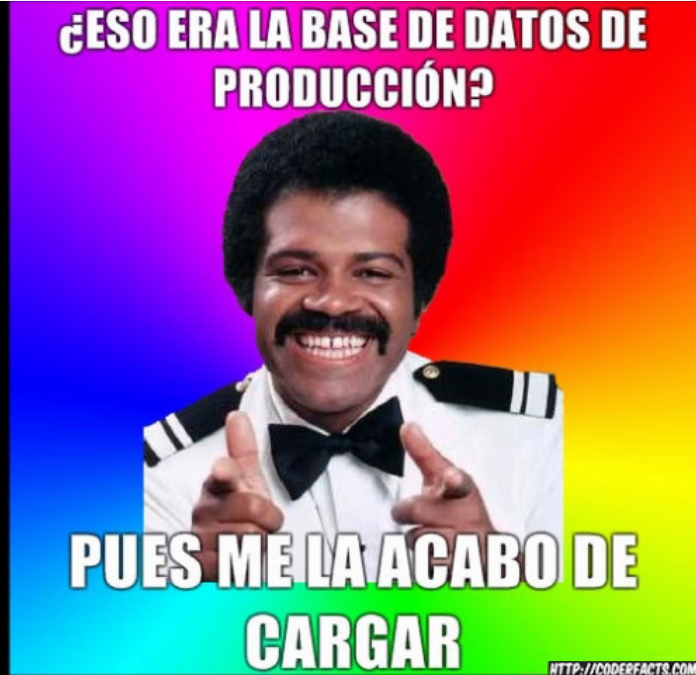 ¿ESO ERA LA BASE DE DATOS DE
PRODUCCIÓN?
PUES ME LA ACABO DE
CARGAR
HTTP://CODERFACTS.COM